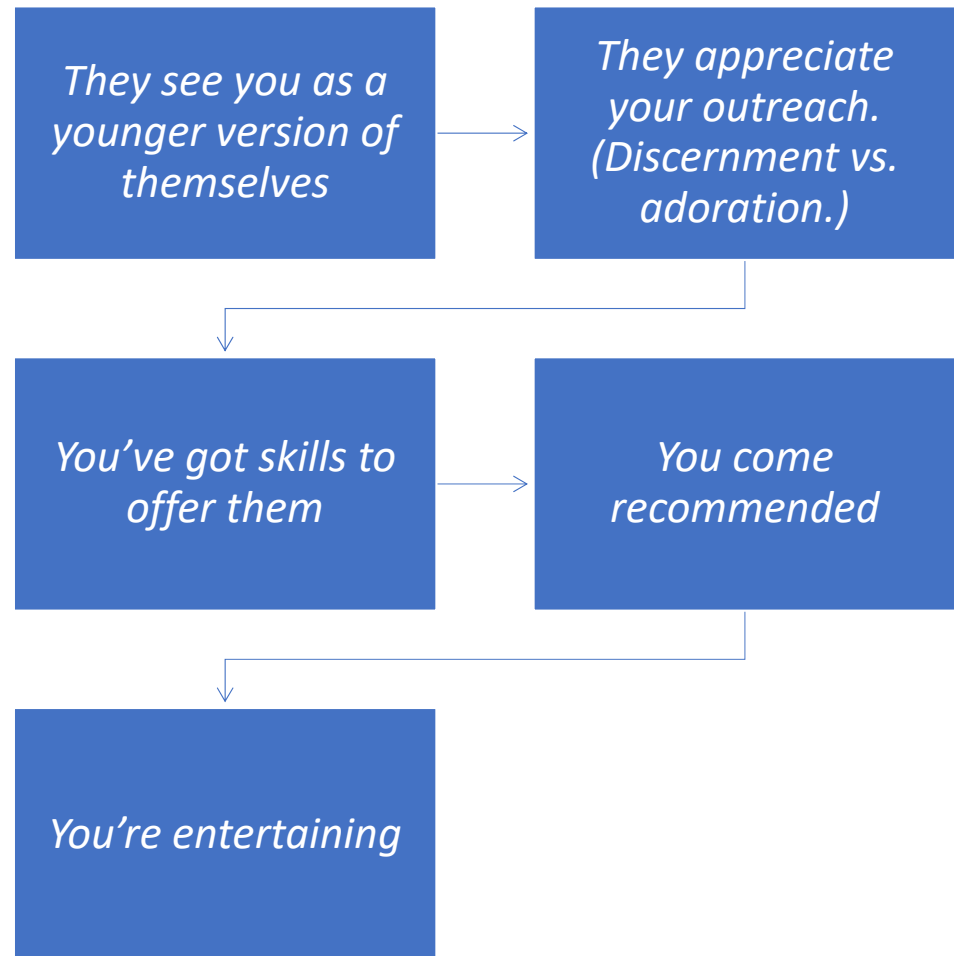 They see you as a
younger version of
themselves
They appreciate
your outreach.
(Discernment vs.
adoration.)
You’ve got skills to
offer them
You come
recommended
You’re entertaining